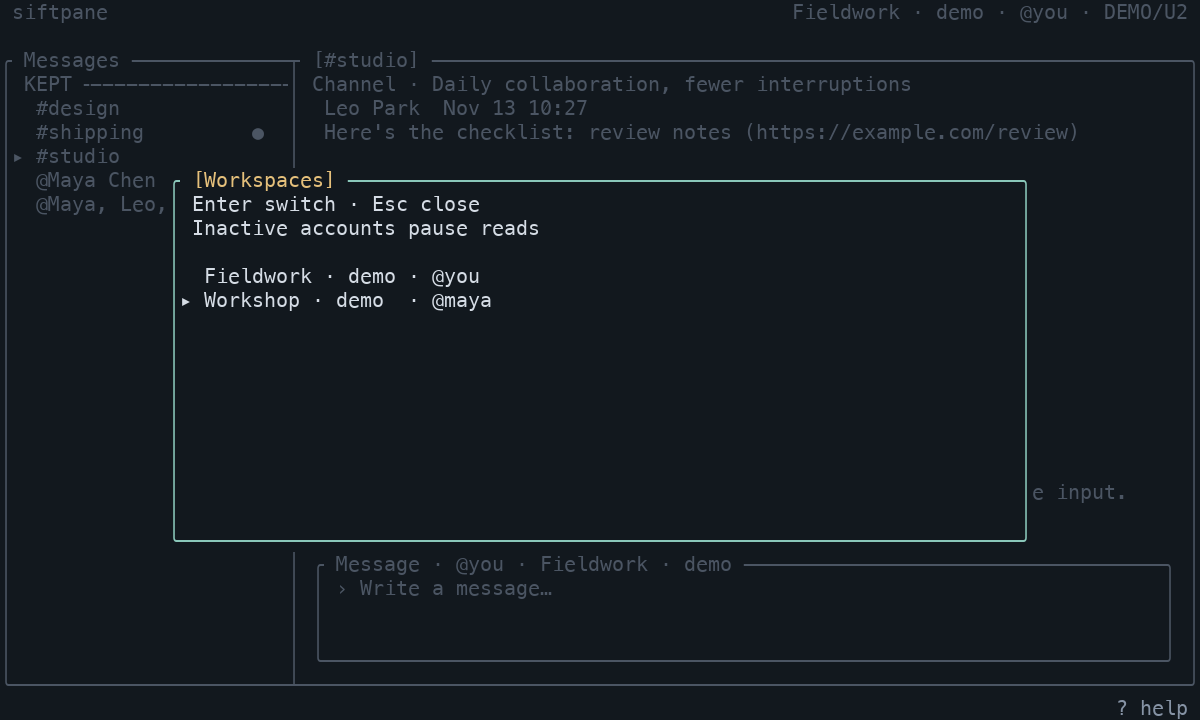 siftpane
Fieldwork · demo · @you · DEMO/U2
Messages
[#studio]
KEPT
Channel · Daily collaboration, fewer interruptions
#design
Leo Park  Nov 13 10:27
#shipping ●
Here's the checklist: review notes (https://example.com/review)
▸ #studio
@Maya Chen
@Maya, Leo,
[Workspaces]
Enter switch · Esc close
Inactive accounts pause reads
Fieldwork · demo · @you
▸ Workshop · demo  · @maya
e input.
Message · @you · Fieldwork · demo
› Write a message…
? help